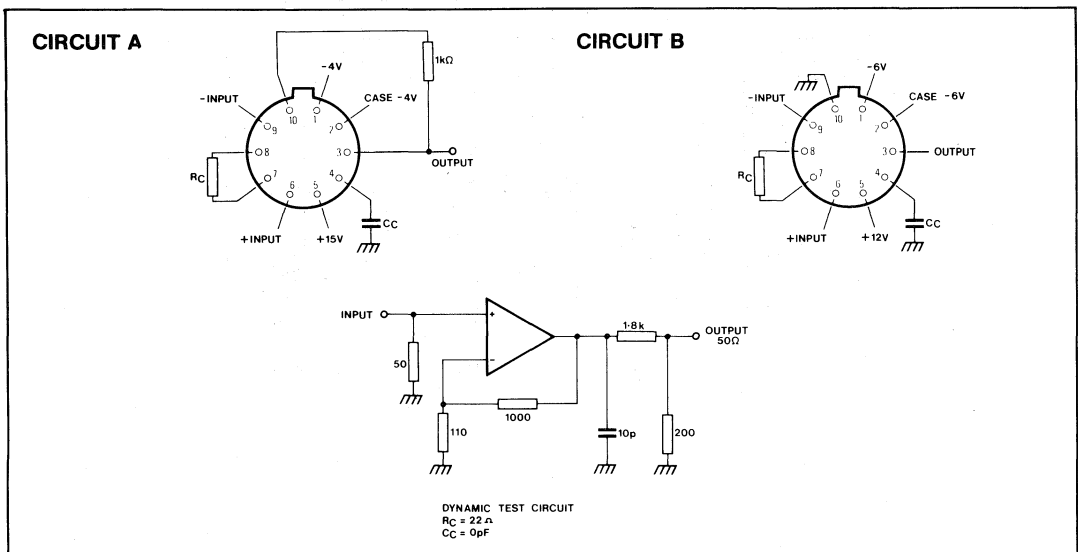 CIRCUIT A
1kΩ
-4V
-INPUT
CASE -4V
10
1
9
7
8
3
RC
7
4
6
5
OUTPUT
CC
+INPUT
+15V
CIRCUIT B
-6V
-INPUT
CASE -6V
10
1
9
7
8
3
OUTPUT
RC
7
4
6
5
CC
+INPUT
+12V
INPUT
+
-
50
110
1000
1·8k
OUTPUT
50Ω
10p
200
DYNAMIC TEST CIRCUIT
RC = 22 Ω
CC = 0pF